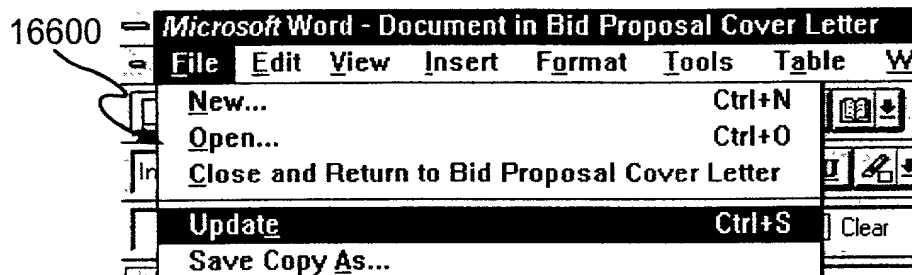 16600
Microsoft Word - Document in Bid Proposal Cover Letter
File Edit View Insert Format Tools Table W
New... Ctrl+N
Open... Ctrl+O
Close and Return to Bid Proposal Cover Letter
Update Ctrl+S
Clear
Save Copy As...